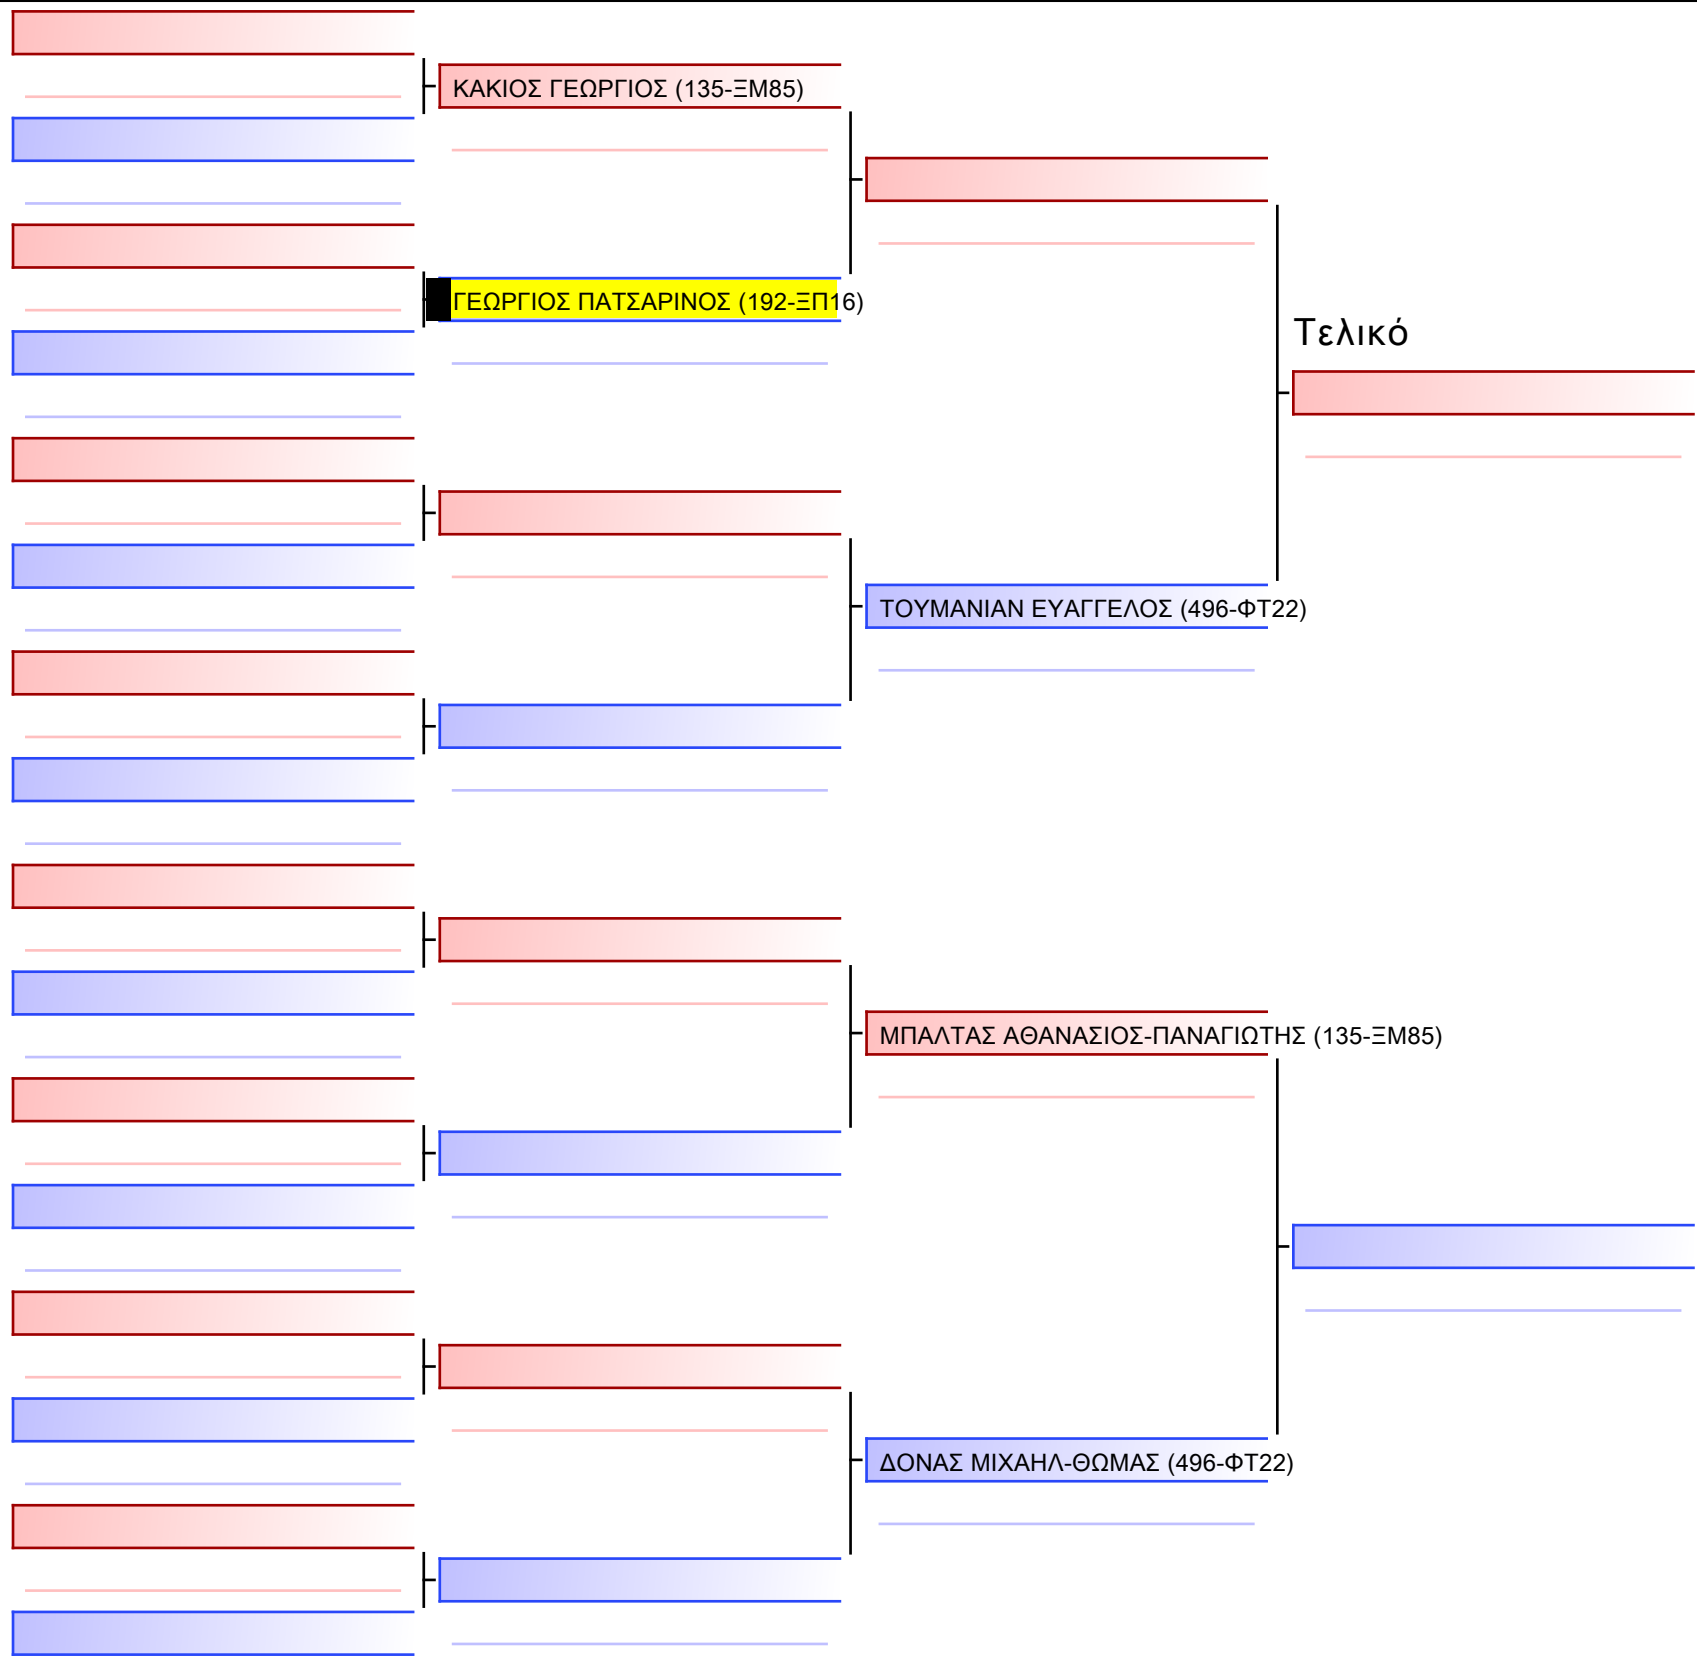 ΚΑΚΙΟΣ ΓΕΩΡΓΙΟΣ (135-ΞΜ85)
ΓΕΩΡΓΙΟΣ ΠΑΤΣΑΡΙΝΟΣ (192-ΞΠ16)
Τελικό
ΤΟΥΜΑΝΙΑΝ ΕΥΑΓΓΕΛΟΣ (496-ΦΤ22)
ΜΠΑΛΤΑΣ ΑΘΑΝΑΣΙΟΣ-ΠΑΝΑΓΙΩΤΗΣ (135-ΞΜ85)
ΔΟΝΑΣ ΜΙΧΑΗΛ-ΘΩΜΑΣ (496-ΦΤ22)